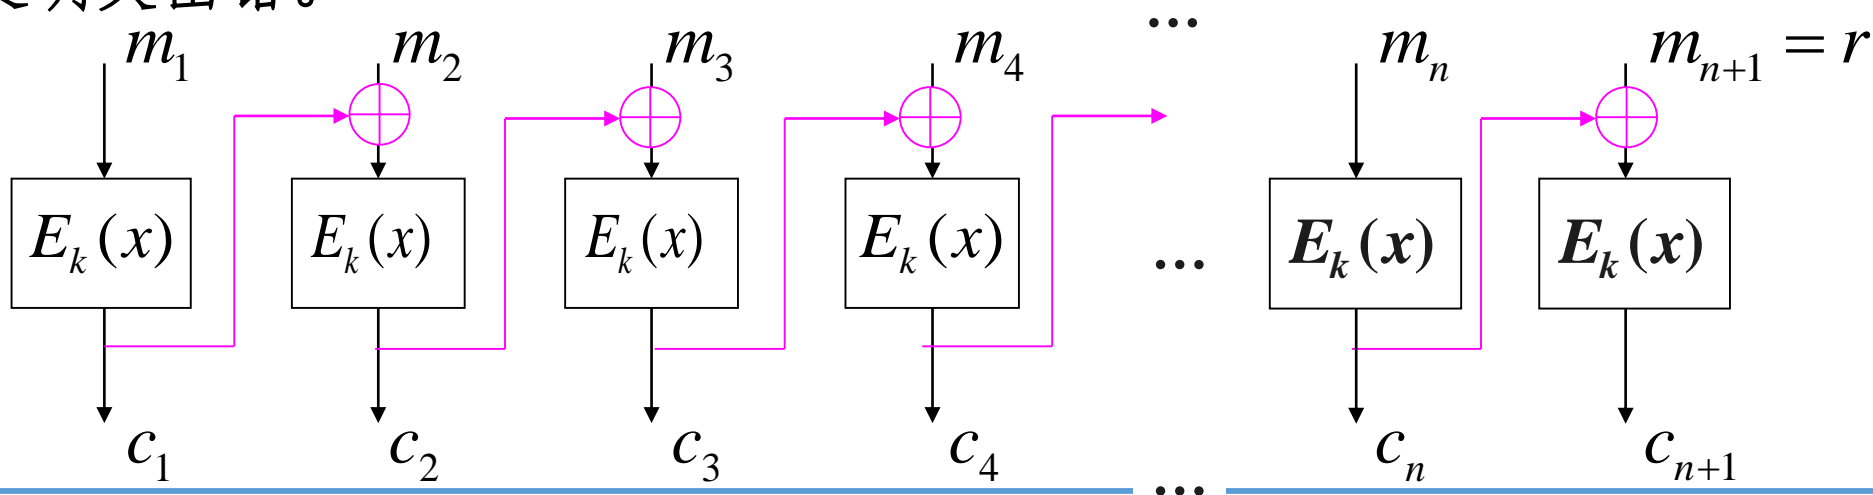 m₁ m₂ m₃ m₄ ... mₙ mₙ₊₁ = r
Eₖ(x) Eₖ(x) Eₖ(x) Eₖ(x) ... Eₖ(x) Eₖ(x)
c₁ c₂ c₃ c₄ ... cₙ cₙ₊₁